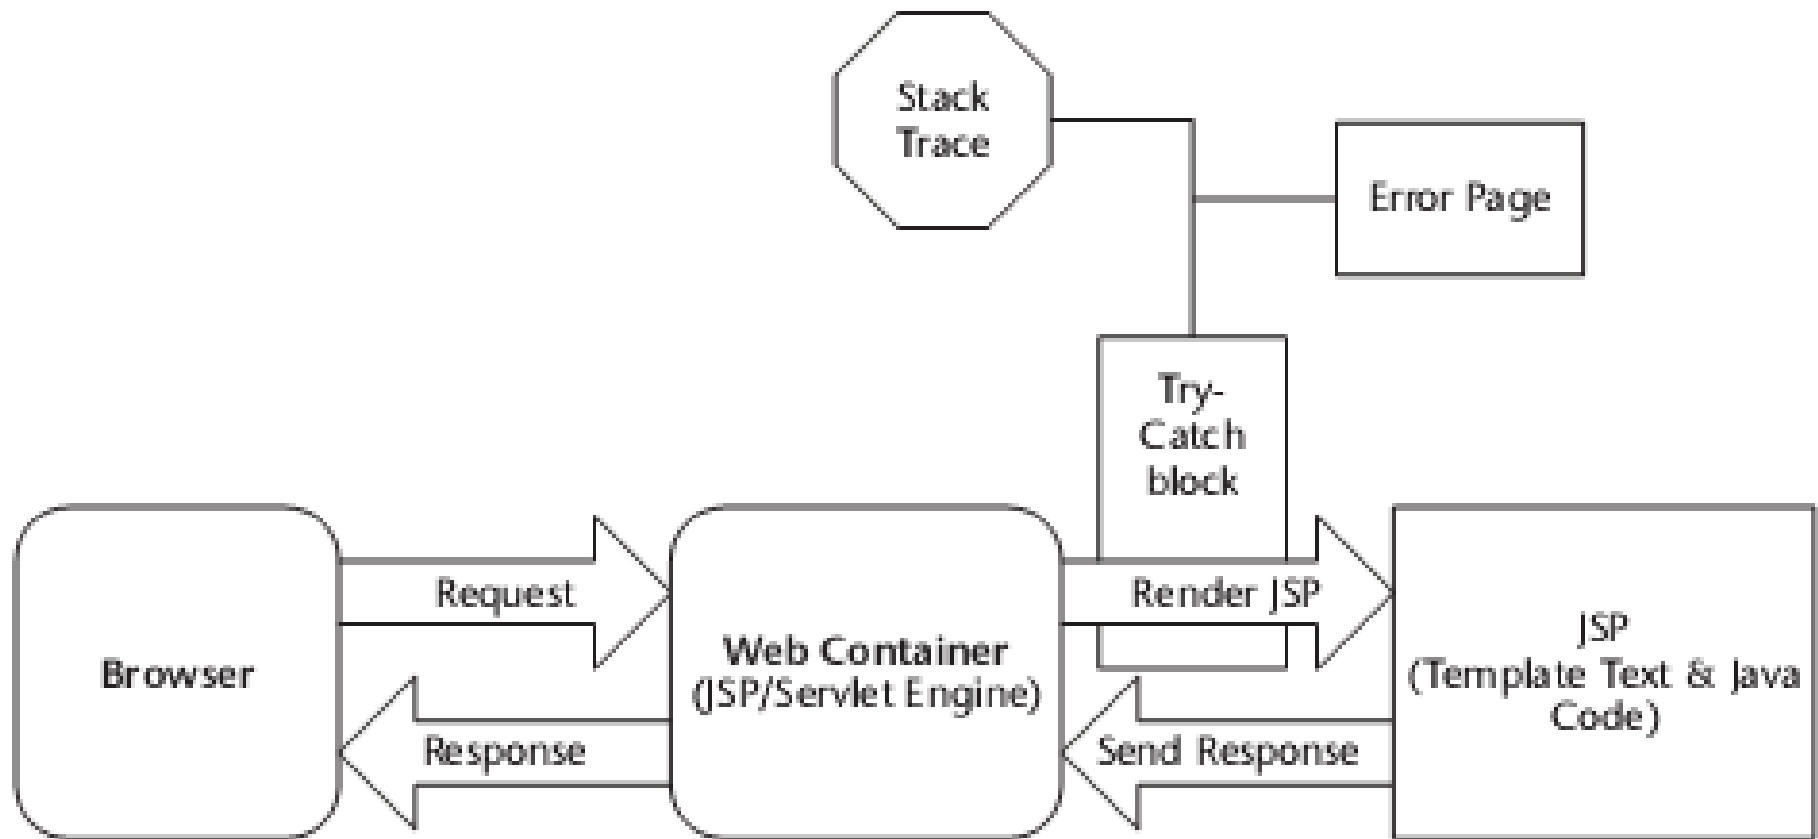 Stack
Trace
Error Page
Try-
Catch
block
Request
Render JSP
Browser
Web Container
(JSP/Servlet Engine)
JSP
(Template Text & Java
Code)
Response
Send Response